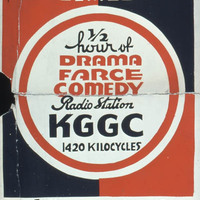 ½
hour of
DRAMA
FARCE
COMEDY
Radio Station
KGGC
1420 KILOCYCLES